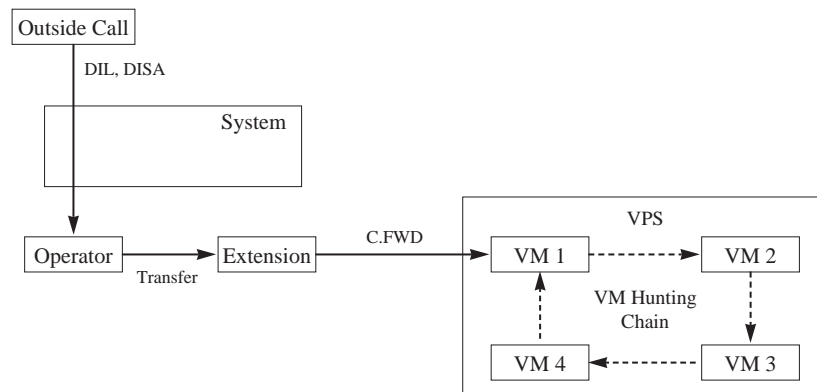 Outside Call
DIL, DISA
System
VPS
Operator
Transfer
Extension
C.FWD
VM 1
VM 2
VM Hunting
Chain
VM 4
VM 3